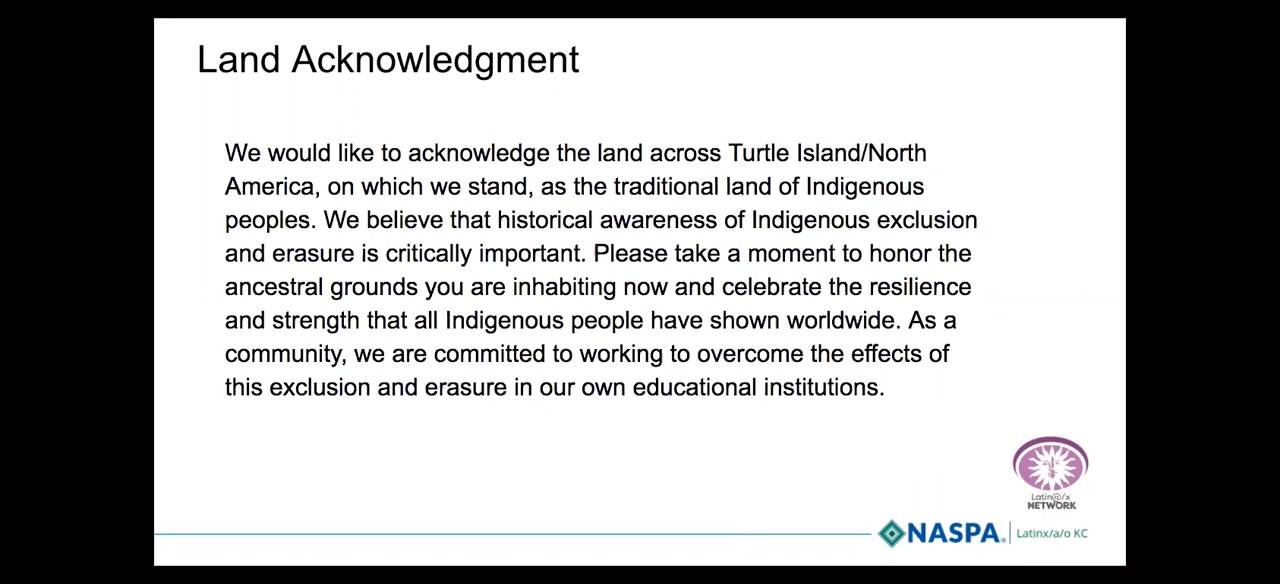 Land Acknowledgment
We would like to acknowledge the land across Turtle Island/North
America, on which we stand, as the traditional land of Indigenous
peoples. We believe that historical awareness of Indigenous exclusion
and erasure is critically important. Please take a moment to honor the
ancestral grounds you are inhabiting now and celebrate the resilience
and strength that all Indigenous people have shown worldwide. As a
community, we are committed to working to overcome the effects of
this exclusion and erasure in our own educational institutions.
Latin@/x
NETWORK
NASPA. Latinx/a/o KC